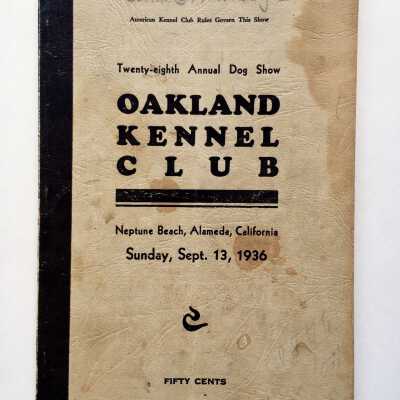 American Kennel Club Rules Govern This Show
Twenty-eighth Annual Dog Show
OAKLAND
KENNEL
CLUB
Neptune Beach, Alameda, California
Sunday, Sept. 13, 1936
FIFTY CENTS